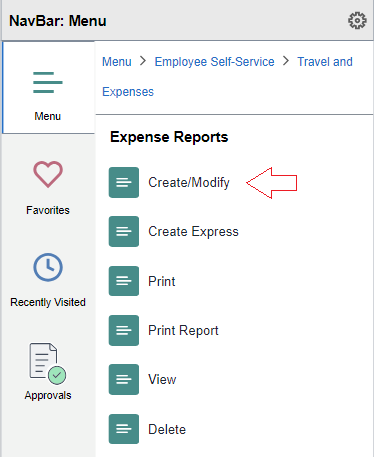 NavBar: Menu
Menu
Favorites
Recently Visited
Approvals
Menu > Employee Self-Service > Travel and
Expenses
Expense Reports
Create/Modify
Create Express
Print
Print Report
View
Delete